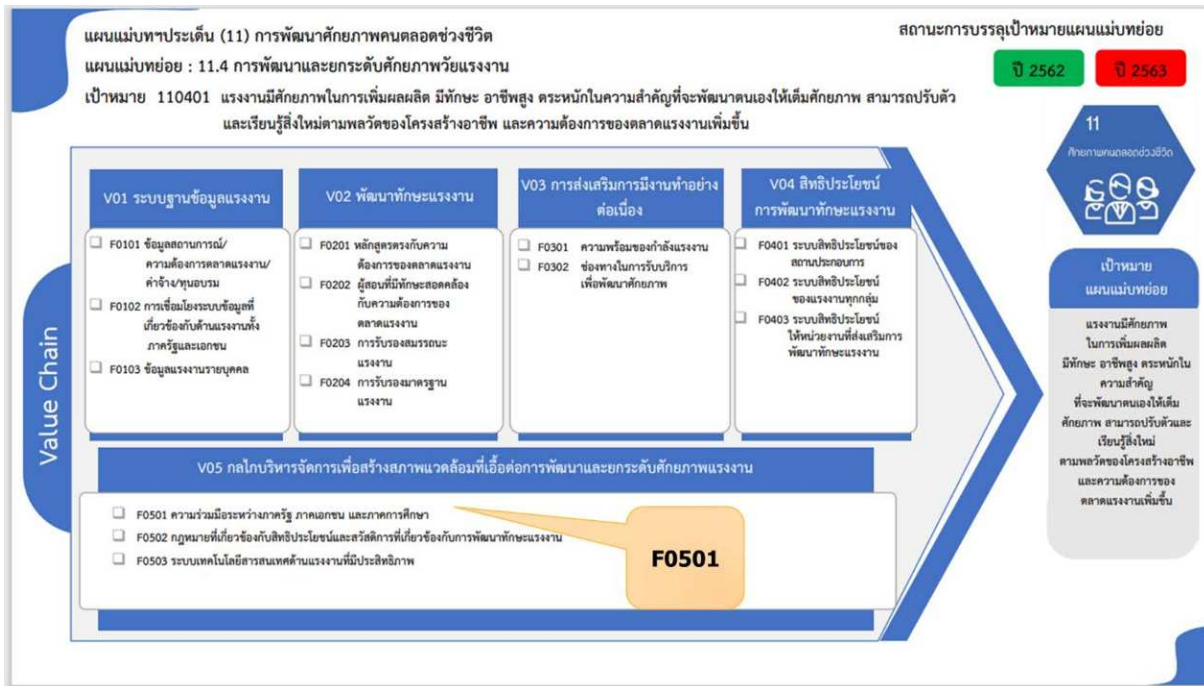 แผนแม่บทฯประเด็น (11) การพัฒนาศักยภาพคนตลอดช่วงชีวิต
สถานะการบรรลุเป้าหมายแผนแม่บทย่อย
แผนแม่บทย่อย : 11.4 การพัฒนาและยกระดับศักยภาพวัยแรงงาน
ปี 2562
ปี 2563
เป้าหมาย 110401 แรงงานมีศักยภาพในการเพิ่มผลผลิต มีทักษะ อาชีพสูง ตระหนักในความสำคัญที่จะพัฒนาตนเองให้เต็มศักยภาพ สามารถปรับตัว
และเรียนรู้สิ่งใหม่ตามพลวัตของโครงสร้างอาชีพ และความต้องการของตลาดแรงงานเพิ่มขึ้น
Value Chain
V01 ระบบฐานข้อมูลแรงงาน
F0101 ข้อมูลสถานการณ์/
ความต้องการตลาดแรงงาน/
ค่าจ้าง/ทุนอบรม
F0102 การเชื่อมโยงระบบข้อมูลที่
เกี่ยวข้องกับด้านแรงงานทั้ง
ภาครัฐและเอกชน
F0103 ข้อมูลแรงงานรายบุคคล
V02 พัฒนาทักษะแรงงาน
F0201 หลักสูตรตรงกับความ
ต้องการของตลาดแรงงาน
F0202 ผู้สอนที่มีทักษะสอดคล้อง
กับความต้องการของ
ตลาดแรงงาน
F0203 การรับรองสมรรถนะ
แรงงาน
F0204 การรับรองมาตรฐาน
แรงงาน
V03 การส่งเสริมการมีงานทำอย่าง
ต่อเนื่อง
F0301 ความพร้อมของกำลังแรงงาน
F0302 ช่องทางในการรับบริการ
เพื่อพัฒนาศักยภาพ
V04 สิทธิประโยชน์
การพัฒนาทักษะแรงงาน
F0401 ระบบสิทธิประโยชน์ของ
สถานประกอบการ
F0402 ระบบสิทธิประโยชน์
ของแรงงานทุกกลุ่ม
F0403 ระบบสิทธิประโยชน์
ให้หน่วยงานที่ส่งเสริมการ
พัฒนาทักษะแรงงาน
V05 กลไกบริหารจัดการเพื่อสร้างสภาพแวดล้อมที่เอื้อต่อการพัฒนาและยกระดับศักยภาพแรงงาน
F0501 ความร่วมมือระหว่างภาครัฐ ภาคเอกชน และภาคการศึกษา
F0502 กฎหมายที่เกี่ยวข้องกับสิทธิประโยชน์และสวัสดิการที่เกี่ยวข้องกับการพัฒนาทักษะแรงงาน
F0503 ระบบเทคโนโลยีสารสนเทศด้านแรงงานที่มีประสิทธิภาพ
F0501
11
ศักยภาพคนตลอดช่วงชีวิต
เป้าหมาย
แผนแม่บทย่อย
แรงงานมีศักยภาพ
ในการเพิ่มผลผลิต
มีทักษะ อาชีพสูง ตระหนักใน
ความสำคัญ
ที่จะพัฒนาตนเองให้เต็ม
ศักยภาพ สามารถปรับตัวและ
เรียนรู้สิ่งใหม่
ตามพลวัตของโครงสร้างอาชีพ
และความต้องการของ
ตลาดแรงงานเพิ่มขึ้น